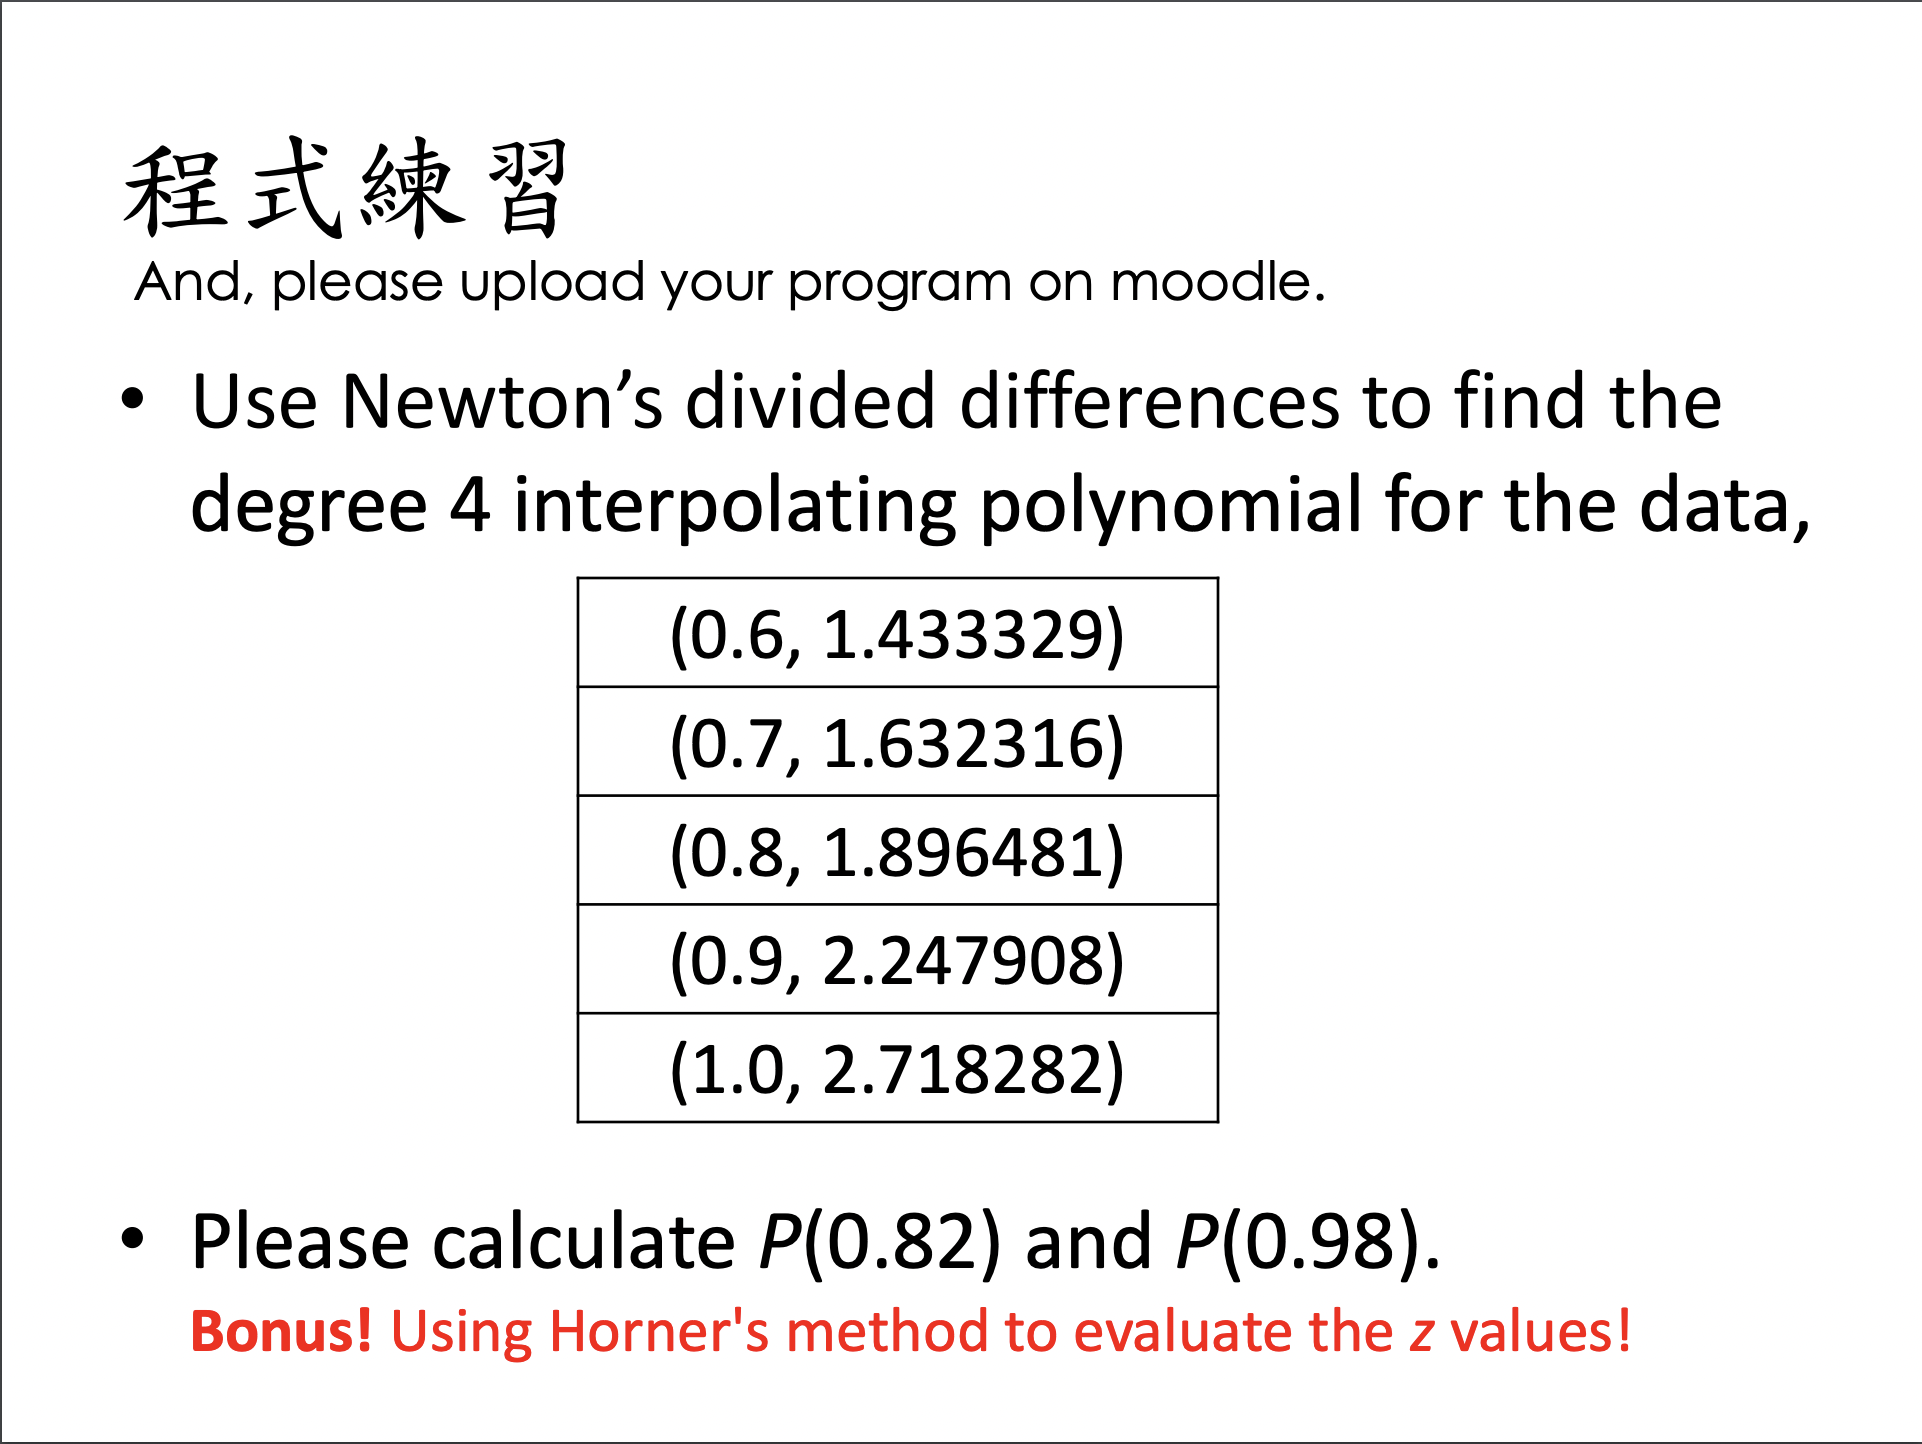 程式練習
And, please upload your program on moodle.
• Use Newton’s divided differences to find the
degree 4 interpolating polynomial for the data,
(0.6, 1.433329)
(0.7, 1.632316)
(0.8, 1.896481)
(0.9, 2.247908)
(1.0, 2.718282)
• Please calculate P(0.82) and P(0.98).
Bonus! Using Horner's method to evaluate the z values!